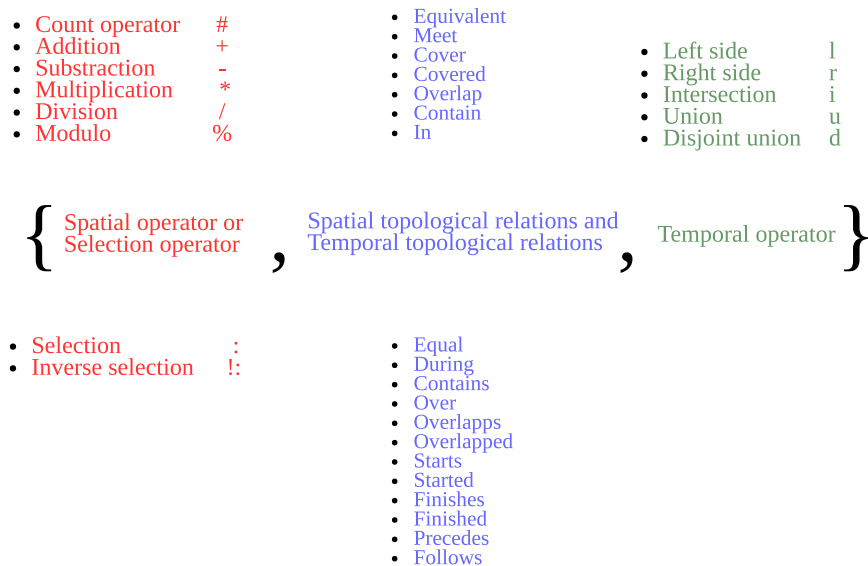 Count operator #
Addition +
Substraction -
Multiplication *
Division /
Modulo %
Equivalent
Meet
Cover
Covered
Overlap
Contain
In
Left side l
Right side r
Intersection i
Union u
Disjoint union d
{ Spatial operator or
Selection operator
, Spatial topological relations and
Temporal topological relations
, Temporal operator }
Selection :
Inverse selection !:
Equal
During
Contains
Over
Overlapps
Overlapped
Starts
Started
Finishes
Finished
Precedes
Follows